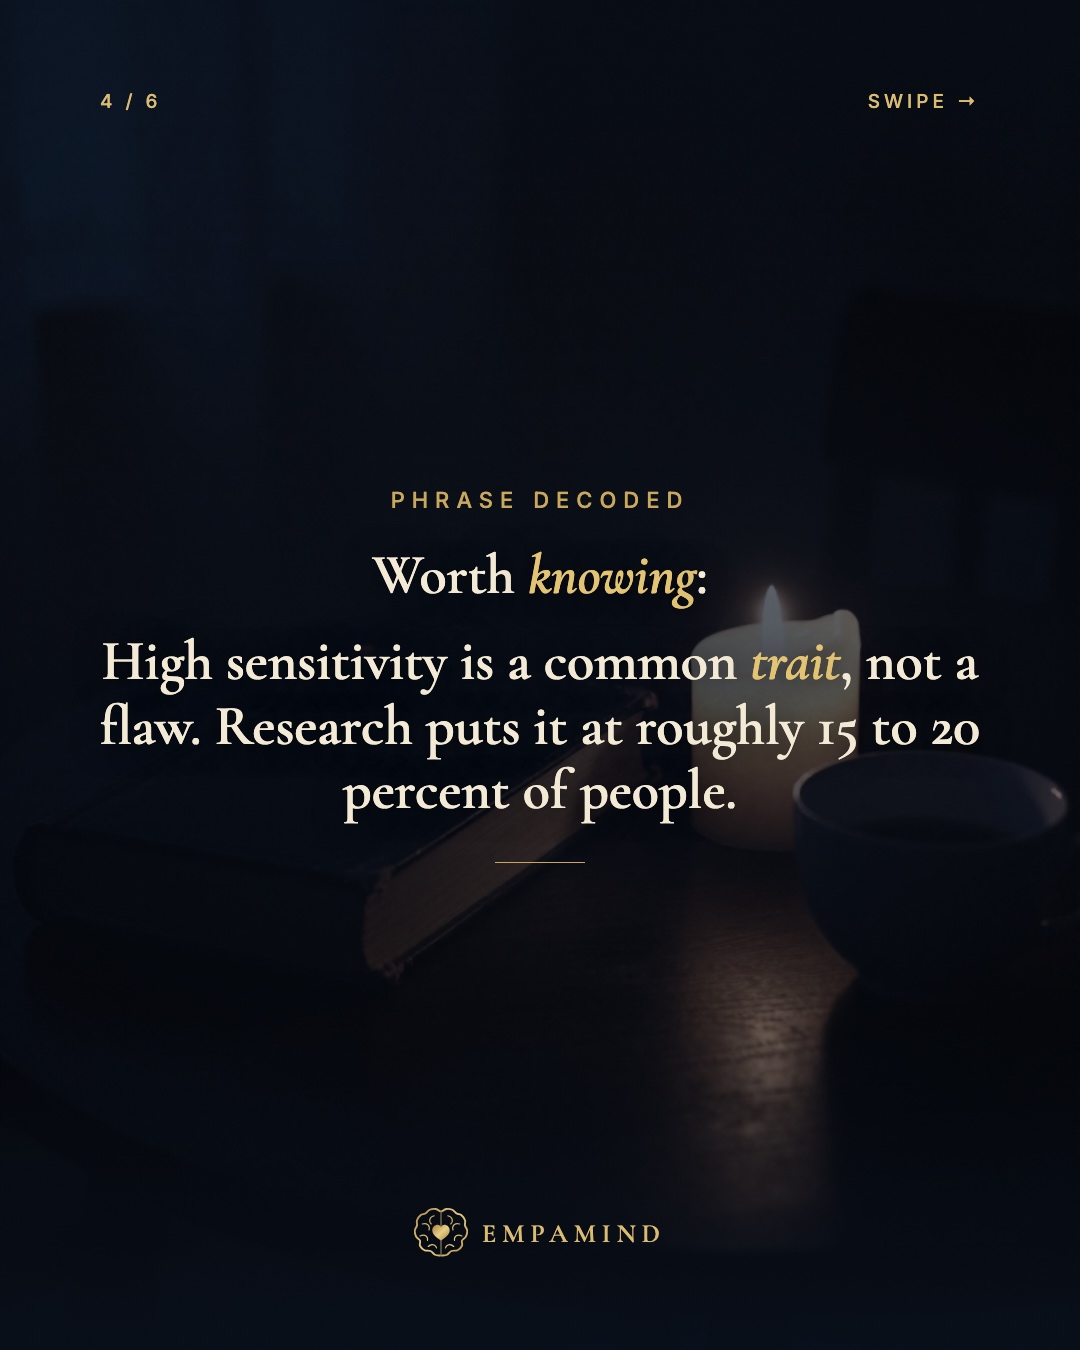 4 / 6
SWIPE →
PHRASE DECODED
Worth knowing:
High sensitivity is a common trait, not a
flaw. Research puts it at roughly 15 to 20
percent of people.
EMPAMIND